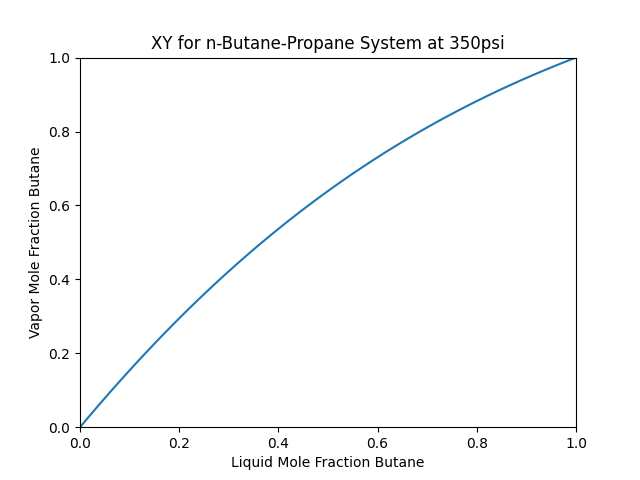 XY for n-Butane-Propane System at 350psi
1.0
0.8
0.6
0.4
0.2
0.0
Vapor Mole Fraction Butane
0.0 0.2 0.4 0.6 0.8 1.0
Liquid Mole Fraction Butane